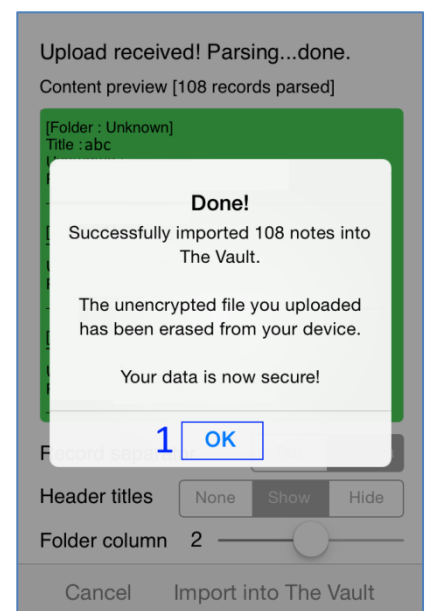 Upload received! Parsing...done.
Content preview [108 records parsed]
[Folder : Unknown]
Title : abc
Done!
Successfully imported 108 notes into
The Vault.
The unencrypted file you uploaded
has been erased from your device.
Your data is now secure!
1 OK
Record separa
Header titles None Show Hide
Folder column 2
Cancel Import into The Vault